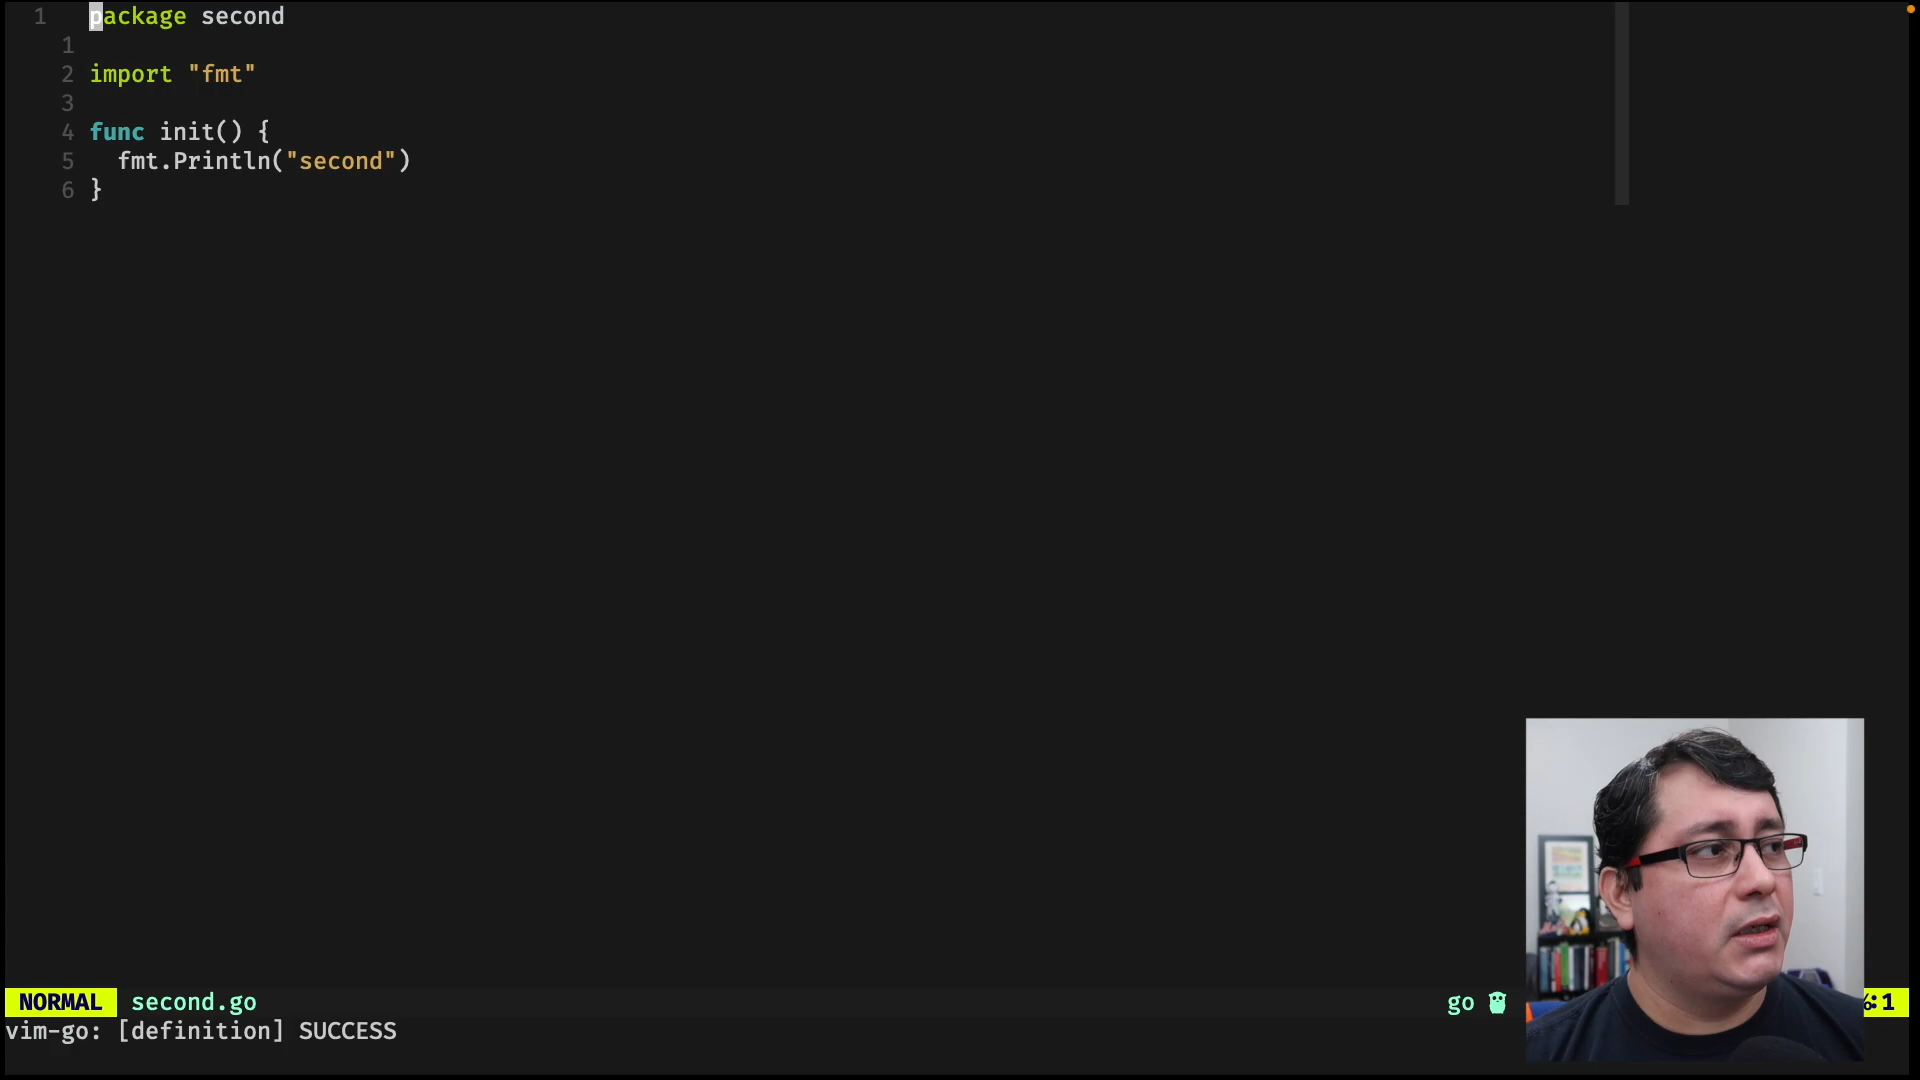 1 package second
1
2 import "fmt"
3
4 func init() {
5 fmt.Println("second")
6 }
NORMAL second.go go :1
vim-go: [definition] SUCCESS